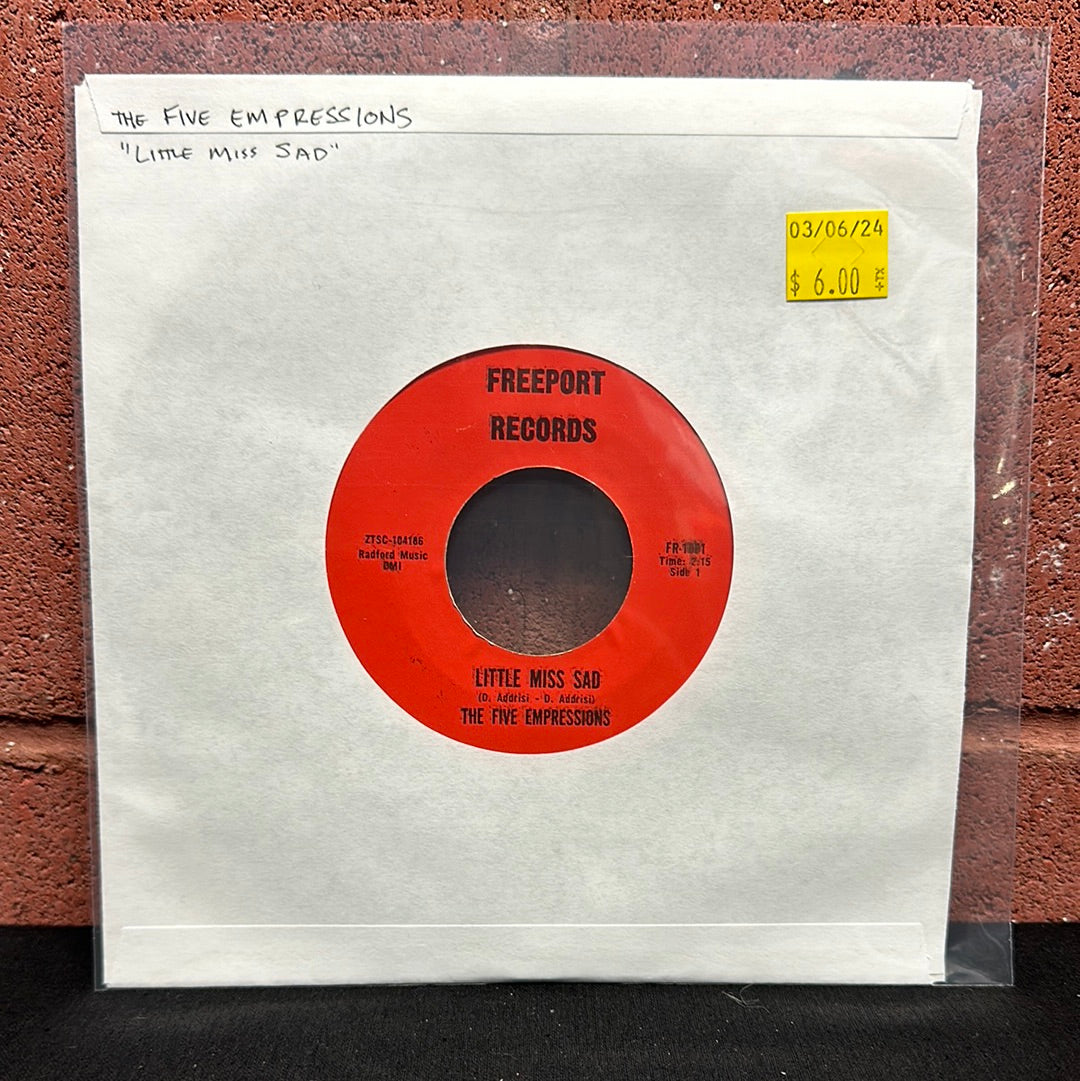 THE FIVE EMPRESSIONS
"LITTLE MISS SAD"
03/06/24
$ 6.00
FREEPORT
RECORDS
ZTSC-104166
Radford Music
BMI
Time: 2:15
Side 1
LITTLE MISS SAD
(D. Addrisi - D. Addrisi)
THE FIVE EMPRESSIONS